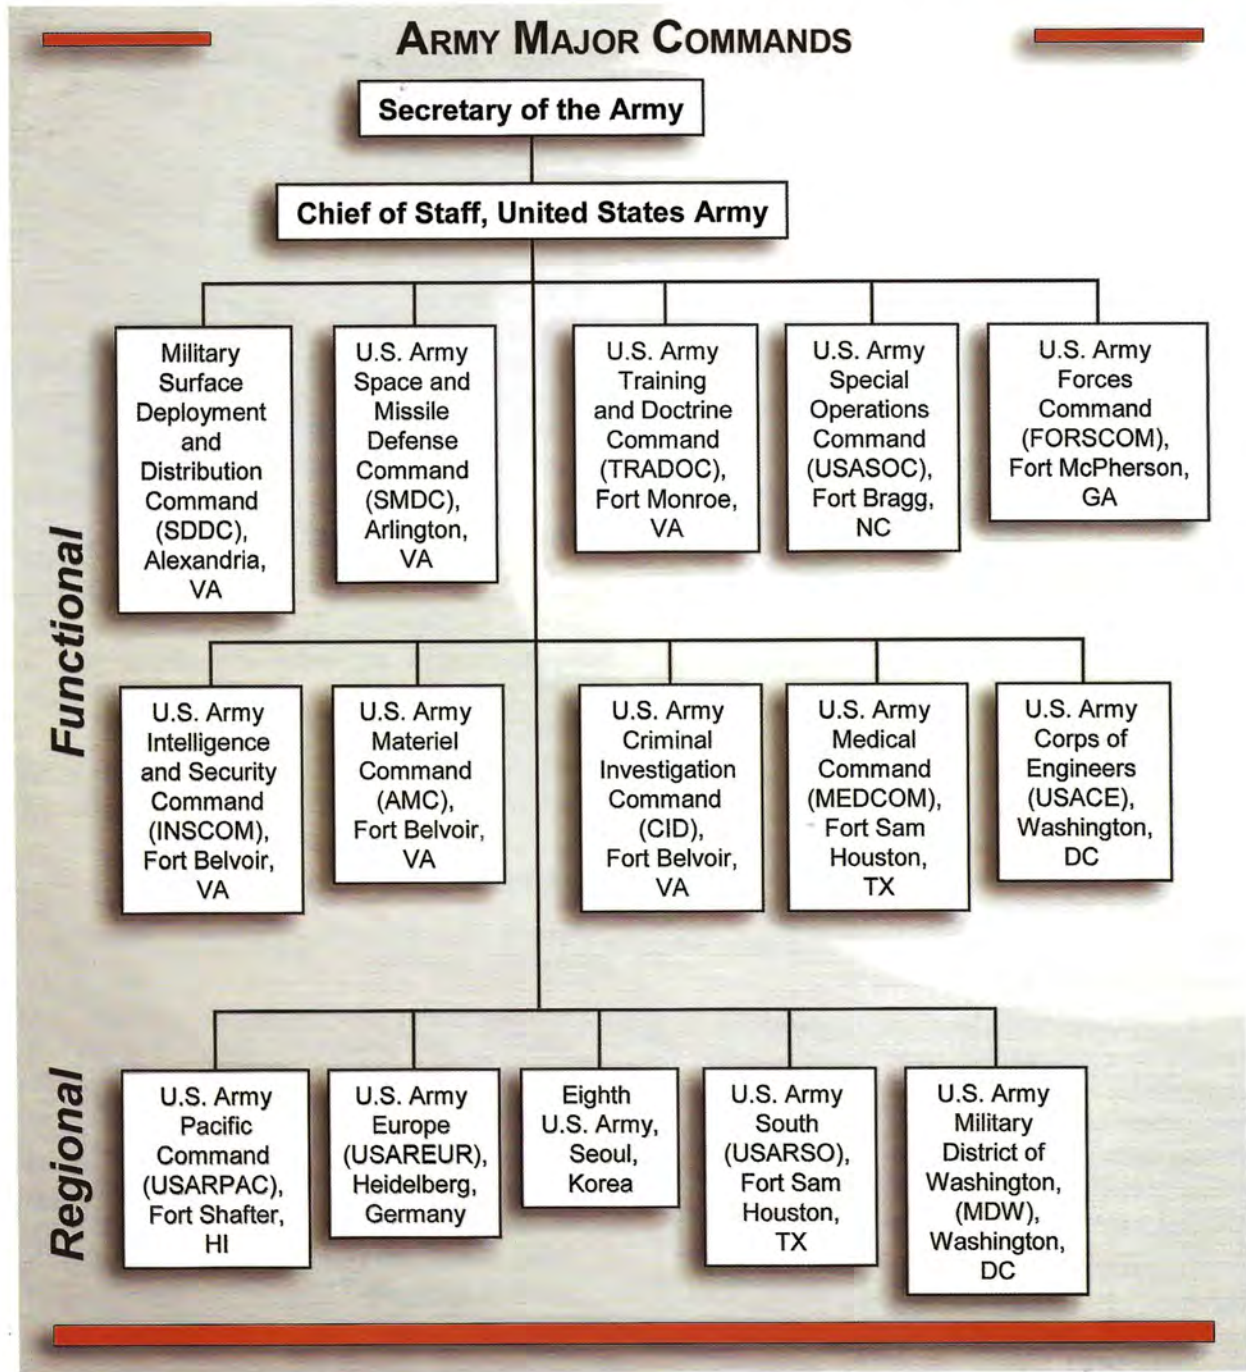 ARMY MAJOR COMMANDS
Secretary of the Army
Chief of Staff, United States Army
Functional
Military
Surface
Deployment
and
Distribution
Command
(SDDC),
Alexandria,
VA
U.S. Army
Space and
Missile
Defense
Command
(SMDC),
Arlington,
VA
U.S. Army
Training
and Doctrine
Command
(TRADOC),
Fort Monroe,
VA
U.S. Army
Special
Operations
Command
(USASOC),
Fort Bragg,
NC
U.S. Army
Forces
Command
(FORSCOM),
Fort McPherson,
GA
U.S. Army
Intelligence
and Security
Command
(INSCOM),
Fort Belvoir,
VA
U.S. Army
Materiel
Command
(AMC),
Fort Belvoir,
VA
U.S. Army
Criminal
Investigation
Command
(CID),
Fort Belvoir,
VA
U.S. Army
Medical
Command
(MEDCOM),
Fort Sam
Houston,
TX
U.S. Army
Corps of
Engineers
(USACE),
Washington,
DC
Regional
U.S. Army
Pacific
Command
(USARPAC),
Fort Shafter,
HI
U.S. Army
Europe
(USAREUR),
Heidelberg,
Germany
Eighth
U.S. Army,
Seoul,
Korea
U.S. Army
South
(USARSO),
Fort Sam
Houston,
TX
U.S. Army
Military
District of
Washington,
(MDW),
Washington,
DC